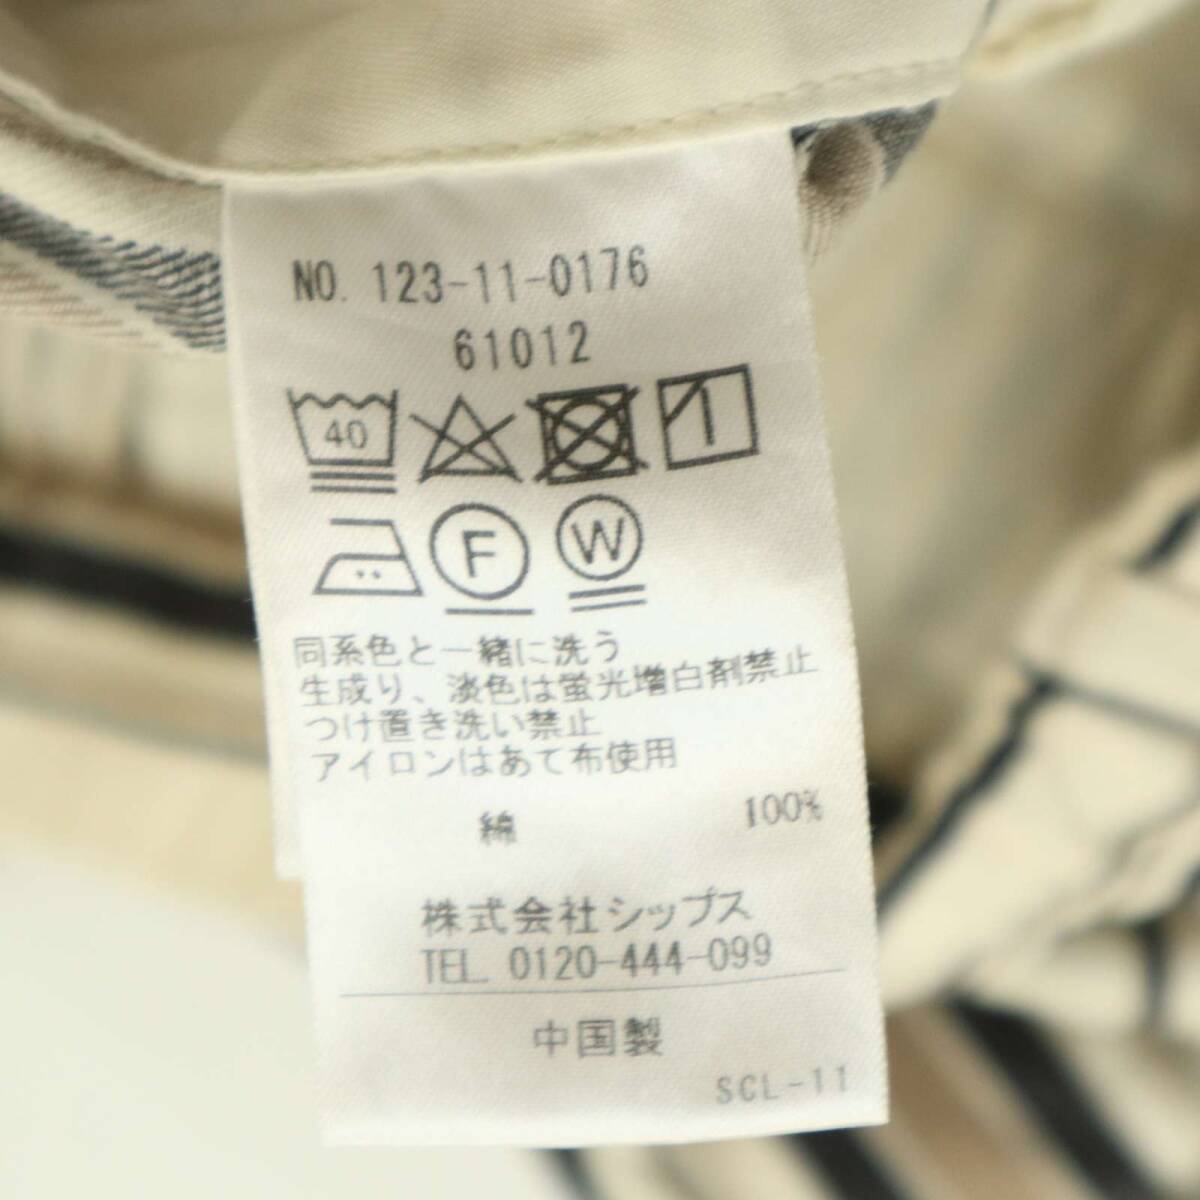 NO. 123-11-0176
61012
40
F W
同系色と一緒に洗う
生成り、淡色は蛍光増白剤禁止
つけ置き洗い禁止
アイロンはあて布使用
綿 100%
株式会社シップス
TEL. 0120-444-099
中国製
SCL-11